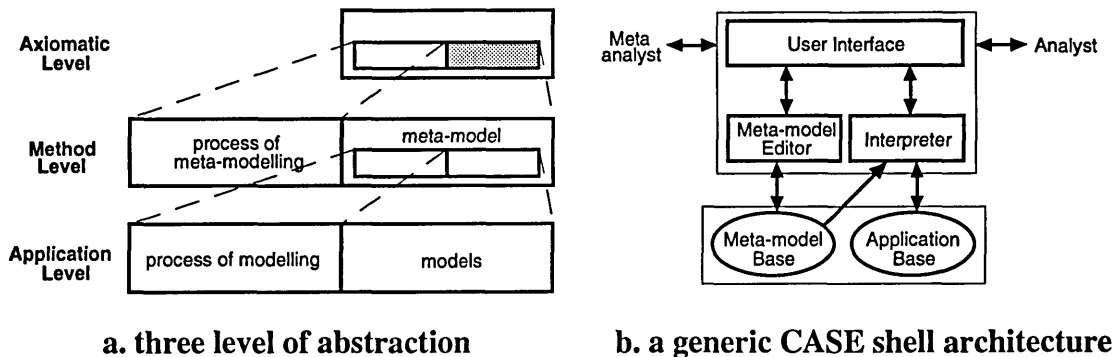 Axiomatic
Level
Method
Level
process of
meta-modelling
meta-model
Application
Level
process of modelling
models
a. three level of abstraction
Meta
analyst
User Interface
Analyst
Meta-model
Editor
Interpreter
Meta-model
Base
Application
Base
b. a generic CASE shell architecture